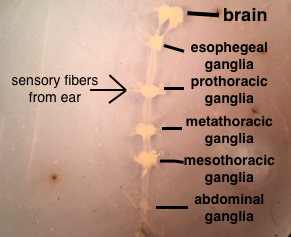 brain
esophegeal
ganglia
sensory fibers
from ear
prothoracic
ganglia
metathoracic
ganglia
mesothoracic
ganglia
abdominal
ganglia